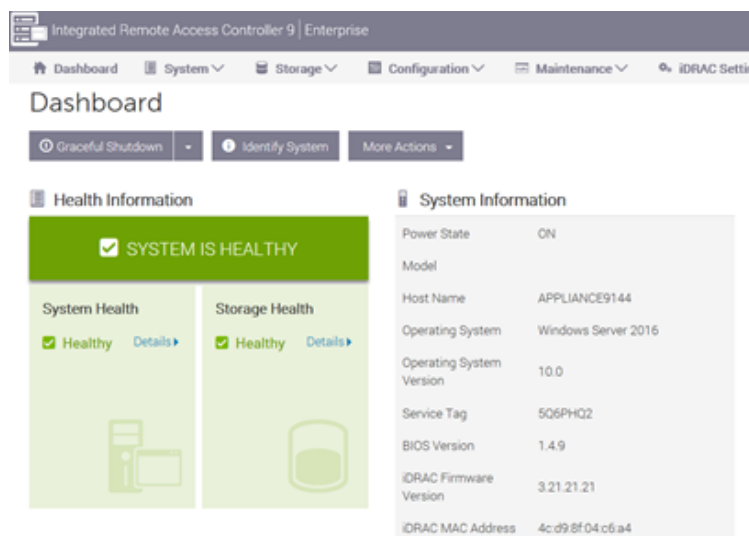 Integrated Remote Access Controller 9 | Enterprise
Dashboard System Storage Configuration Maintenance iDRAC
Dashboard
Graceful Shutdown Identify System More Actions
Health Information
SYSTEM IS HEALTHY
System Health Storage Health
Healthy Details Healthy Details
System Information
Power State ON
Model
Host Name APPLIANCE9144
Operating System Windows Server 2016
Operating System
Version 10.0
Service Tag 5Q6PHQ2
BIOS Version 1.4.9
iDRAC Firmware
Version 3.21.21.21
iDRAC MAC Address 4c:d9:8f:04:c6:a4